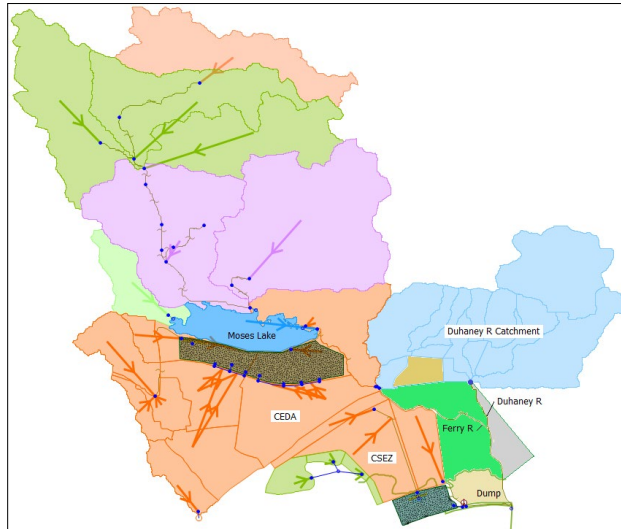 Duhaney R Catchment
Moses Lake
Duhaney R
CEDA
Ferry R
CSEZ
Dump